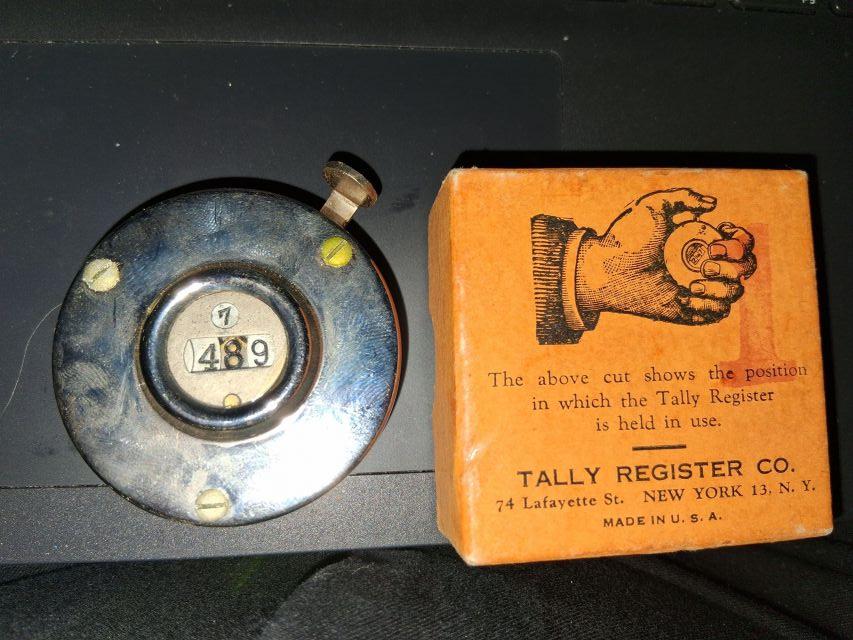 7
489
The above cut shows the position
in which the Tally Register
is held in use.
TALLY REGISTER CO.
74 Lafayette St. NEW YORK 13, N. Y.
MADE IN U. S. A.
1